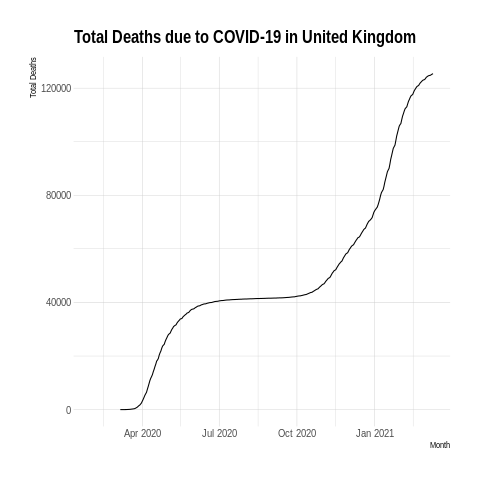 Total Deaths due to COVID-19 in United Kingdom
Total Deaths
120000
80000
40000
0
Apr 2020 Jul 2020 Oct 2020 Jan 2021
Month